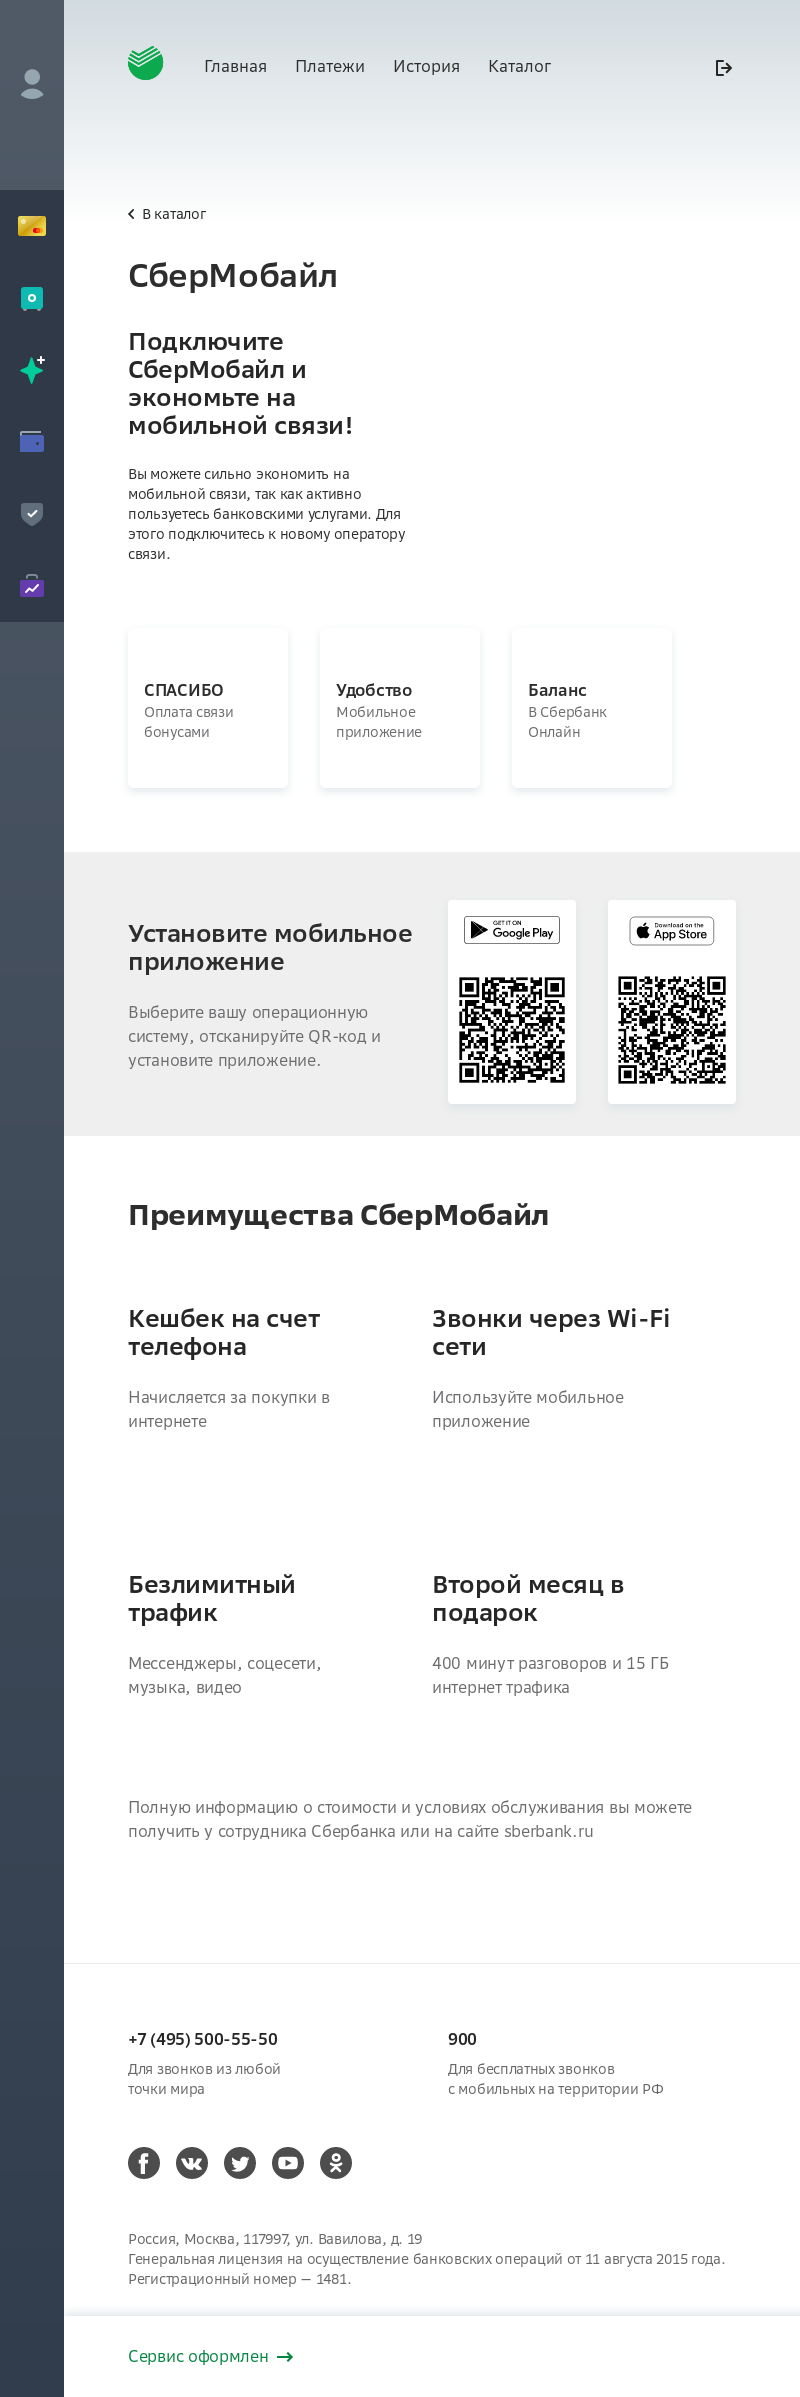 Главная Платежи История Каталог
В каталог
СберМобайл
Подключите
СберМобайл и
экономьте на
мобильной связи!
Вы можете сильно экономить на
мобильной связи, так как активно
пользуетесь банковскими услугами. Для
этого подключитесь к новому оператору
связи.
СПАСИБО
Оплата связи
бонусами
Удобство
Мобильное
приложение
Баланс
В Сбербанк
Онлайн
Установите мобильное
приложение
Выберите вашу операционную
систему, отсканируйте QR-код и
установите приложение.
GET IT ON
Google Play
Download on the
App Store
Преимущества СберМобайл
Кешбек на счет
телефона
Начисляется за покупки в
интернете
Звонки через Wi-Fi
сети
Используйте мобильное
приложение
Безлимитный
трафик
Мессенджеры, соцесети,
музыка, видео
Второй месяц в
подарок
400 минут разговоров и 15 ГБ
интернет трафика
Полную информацию о стоимости и условиях обслуживания вы можете
получить у сотрудника Сбербанка или на сайте sberbank.ru
+7 (495) 500-55-50
Для звонков из любой
точки мира
900
Для бесплатных звонков
с мобильных на территории РФ
Россия, Москва, 117997, ул. Вавилова, д. 19
Генеральная лицензия на осуществление банковских операций от 11 августа 2015 года.
Регистрационный номер — 1481.
Сервис оформлен